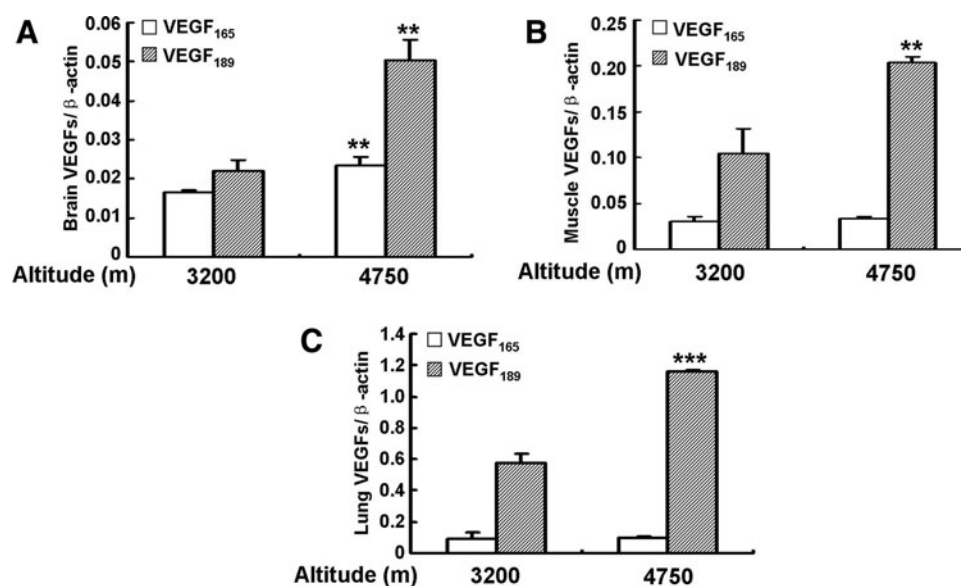 A
Brain VEGFs/ β -actin
0.06
0.05
0.04
0.03
0.02
0.01
0
VEGF165
VEGF189
**
**
Altitude (m)
3200
4750
B
Muscle VEGFs/ β -actin
0.25
0.20
0.15
0.10
0.05
0
VEGF165
VEGF189
**
Altitude (m)
3200
4750
C
Lung VEGFs/ β -actin
1.4
1.2
1.0
0.8
0.6
0.4
0.2
0
VEGF165
VEGF189
***
Altitude (m)
3200
4750